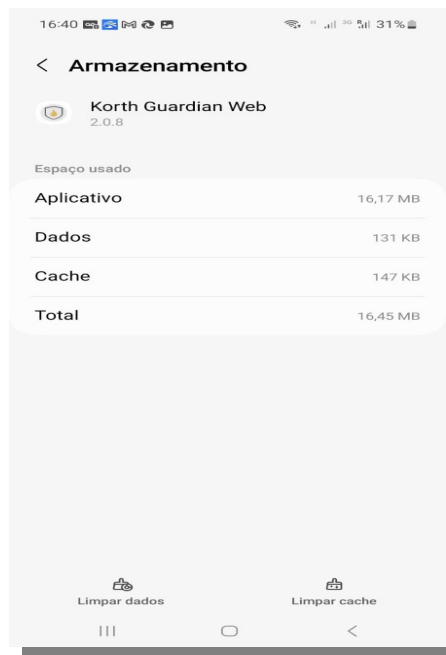 16:40 31%
Armazenamento
Korth Guardian Web
2.0.8
Espaço usado
Aplicativo 16,17 MB
Dados 131 KB
Cache 147 KB
Total 16,45 MB
Limpar dados Limpar cache